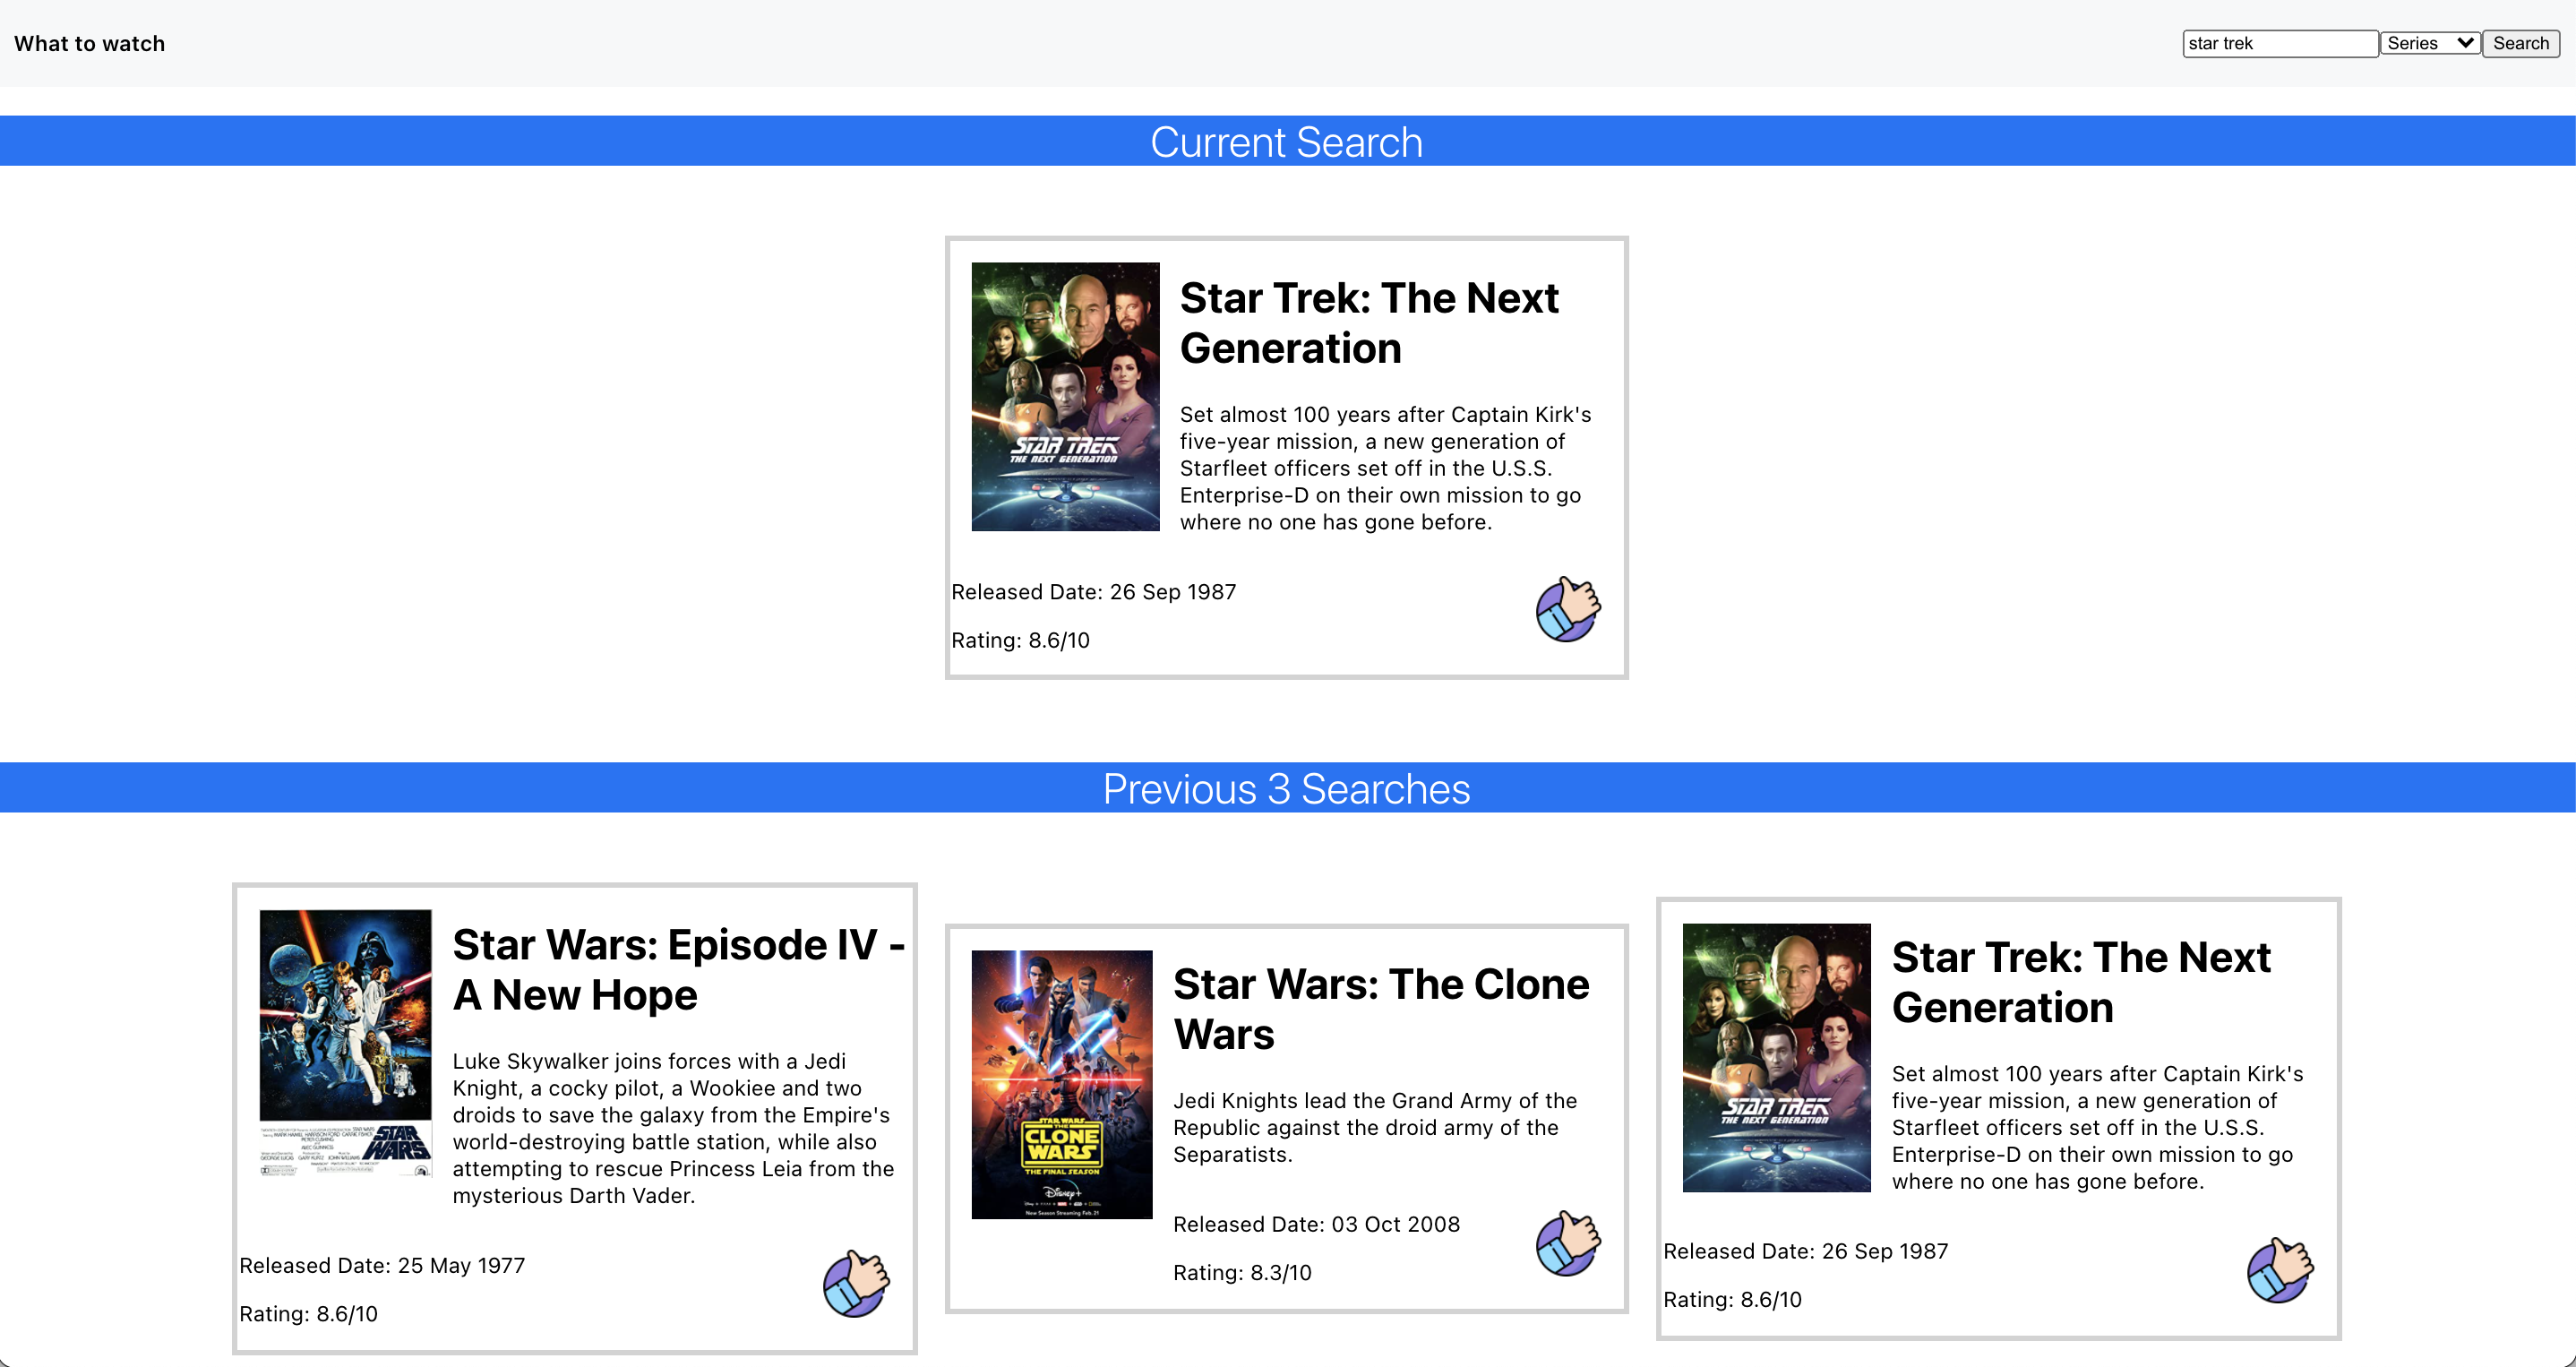 What to watch
star trek
Series
Search
Current Search
STAR TREK
THE NEXT GENERATION
Star Trek: The Next
Generation
Set almost 100 years after Captain Kirk's
five-year mission, a new generation of
Starfleet officers set off in the U.S.S.
Enterprise-D on their own mission to go
where no one has gone before.
Released Date: 26 Sep 1987
Rating: 8.6/10
Previous 3 Searches
STAR
WARS
Star Wars: Episode IV -
A New Hope
Luke Skywalker joins forces with a Jedi
Knight, a cocky pilot, a Wookiee and two
droids to save the galaxy from the Empire's
world-destroying battle station, while also
attempting to rescue Princess Leia from the
mysterious Darth Vader.
Released Date: 25 May 1977
Rating: 8.6/10
STAR WARS
THE
CLONE
WARS
THE FINAL SEASON
Disney+
New Season Streaming Feb. 21
Star Wars: The Clone
Wars
Jedi Knights lead the Grand Army of the
Republic against the droid army of the
Separatists.
Released Date: 03 Oct 2008
Rating: 8.3/10
STAR TREK
THE NEXT GENERATION
Star Trek: The Next
Generation
Set almost 100 years after Captain Kirk's
five-year mission, a new generation of
Starfleet officers set off in the U.S.S.
Enterprise-D on their own mission to go
where no one has gone before.
Released Date: 26 Sep 1987
Rating: 8.6/10